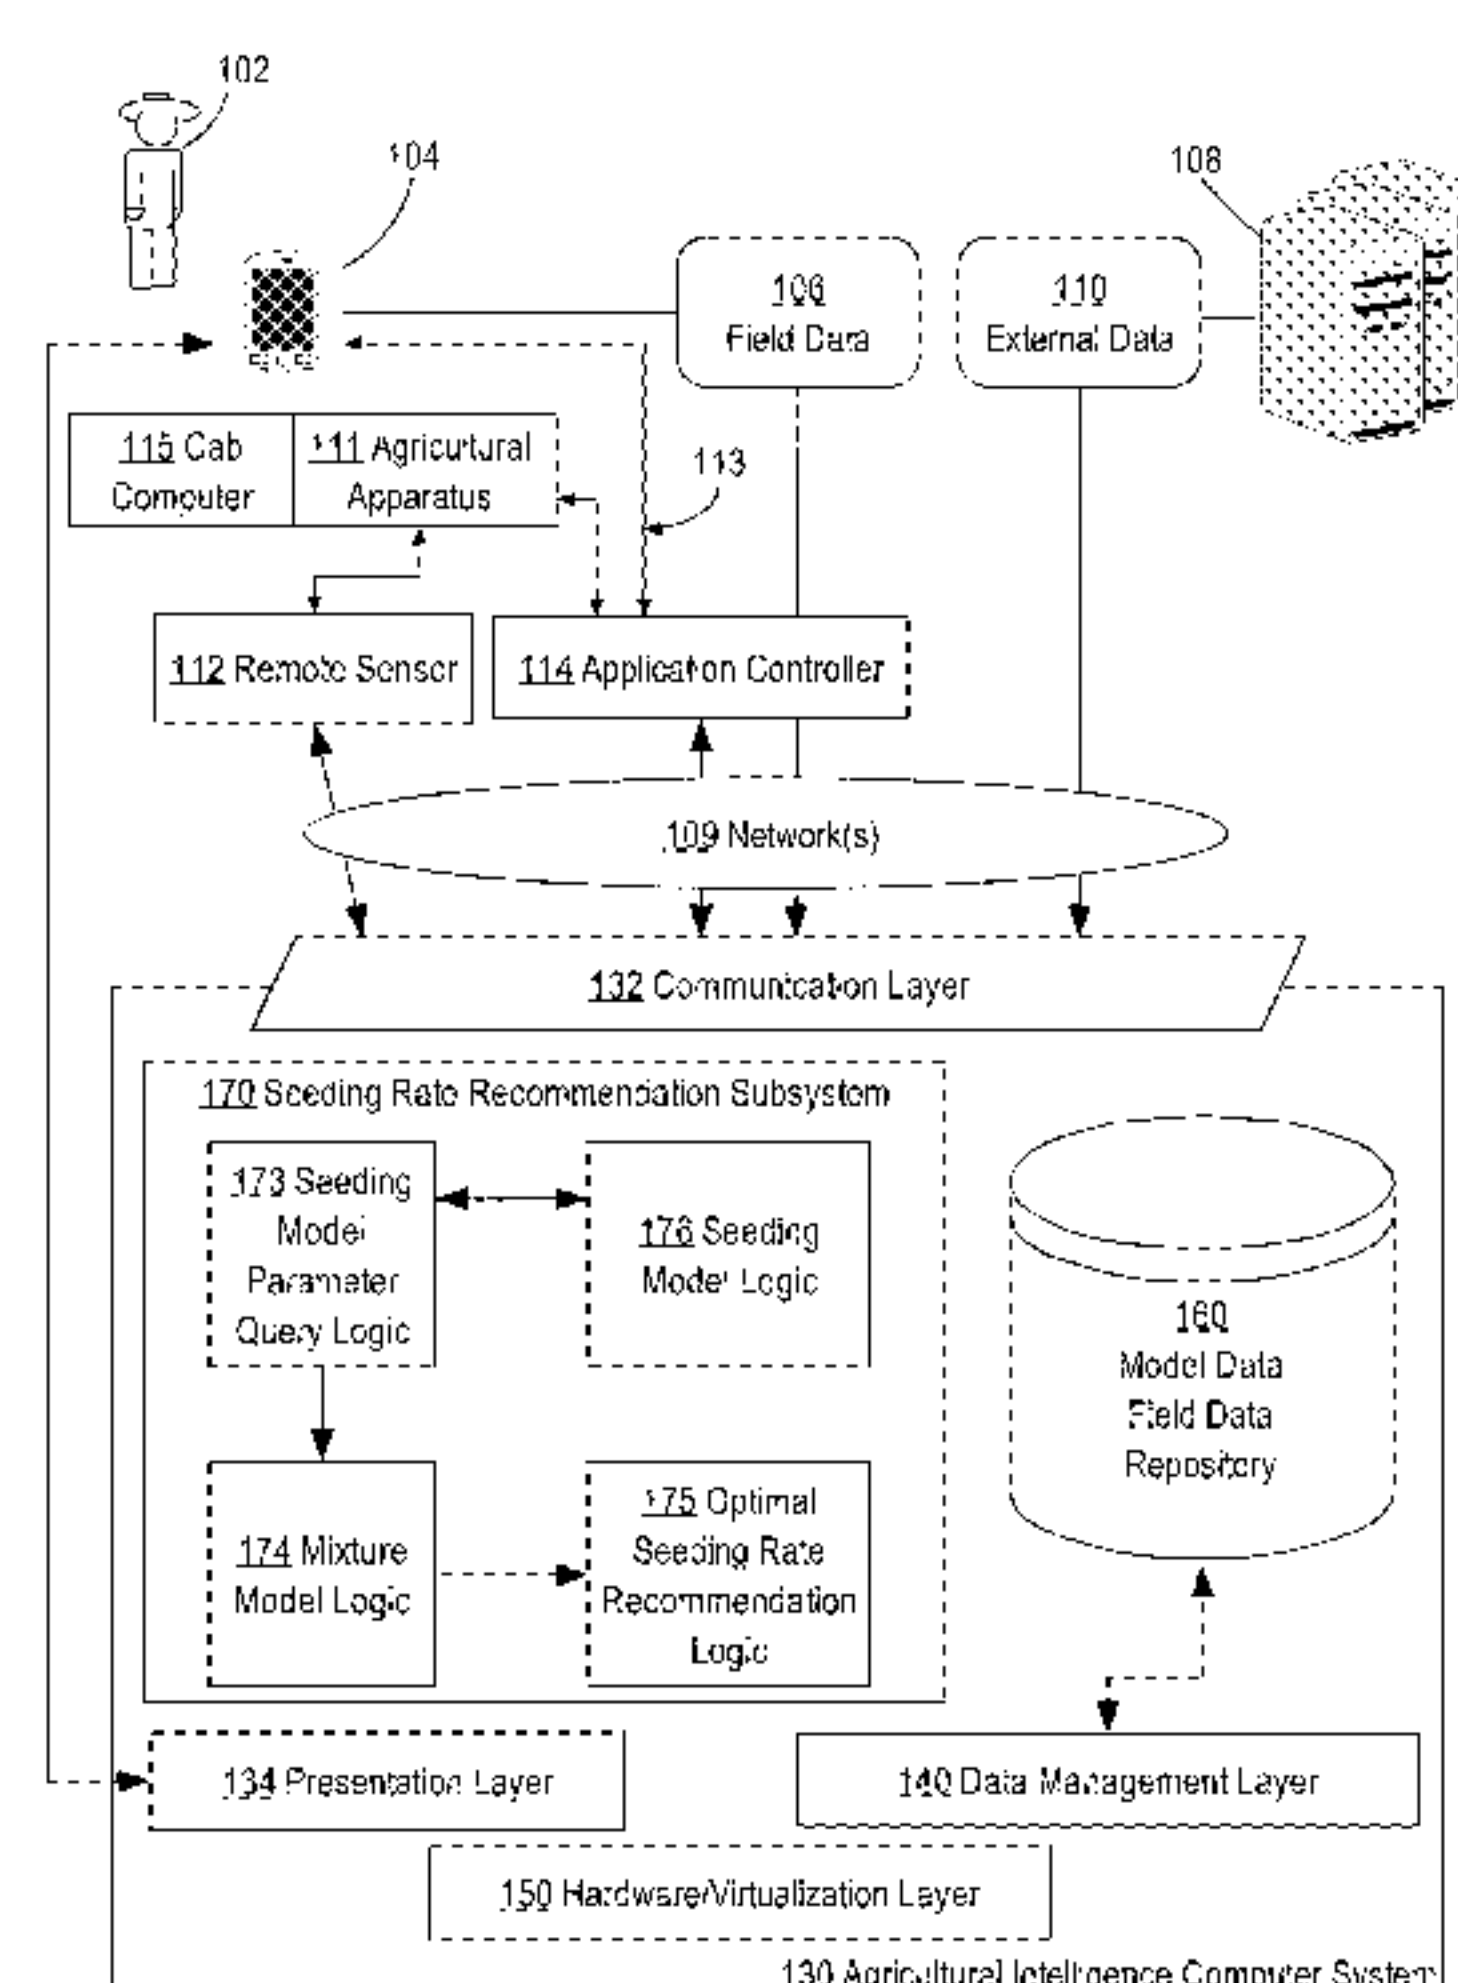 102
104
108
106
Field Data
110
External Data
115 Cab
Computer
111 Agricultural
Apparatus
113
112 Remote Sensor
114 Application Controller
109 Network(s)
132 Communication Layer
170 Seeding Rate Recommendation Subsystem
173 Seeding
Model
Parameter
Query Logic
176 Seeding
Model Logic
160
Model Data
Field Data
Repository
174 Mixture
Model Logic
175 Optimal
Seeding Rate
Recommendation
Logic
134 Presentation Layer
140 Data Management Layer
150 Hardware/Virtualization Layer
130 Agricultural Intelligence Computer System